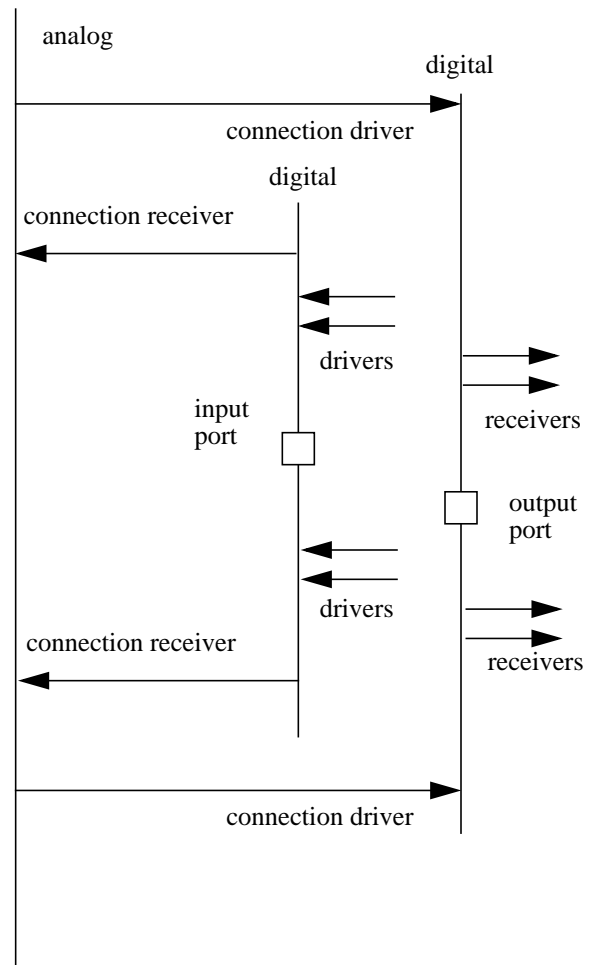 analog
digital
connection driver
digital
connection receiver
drivers
input
port
receivers
output
port
drivers
connection receiver
receivers
connection driver